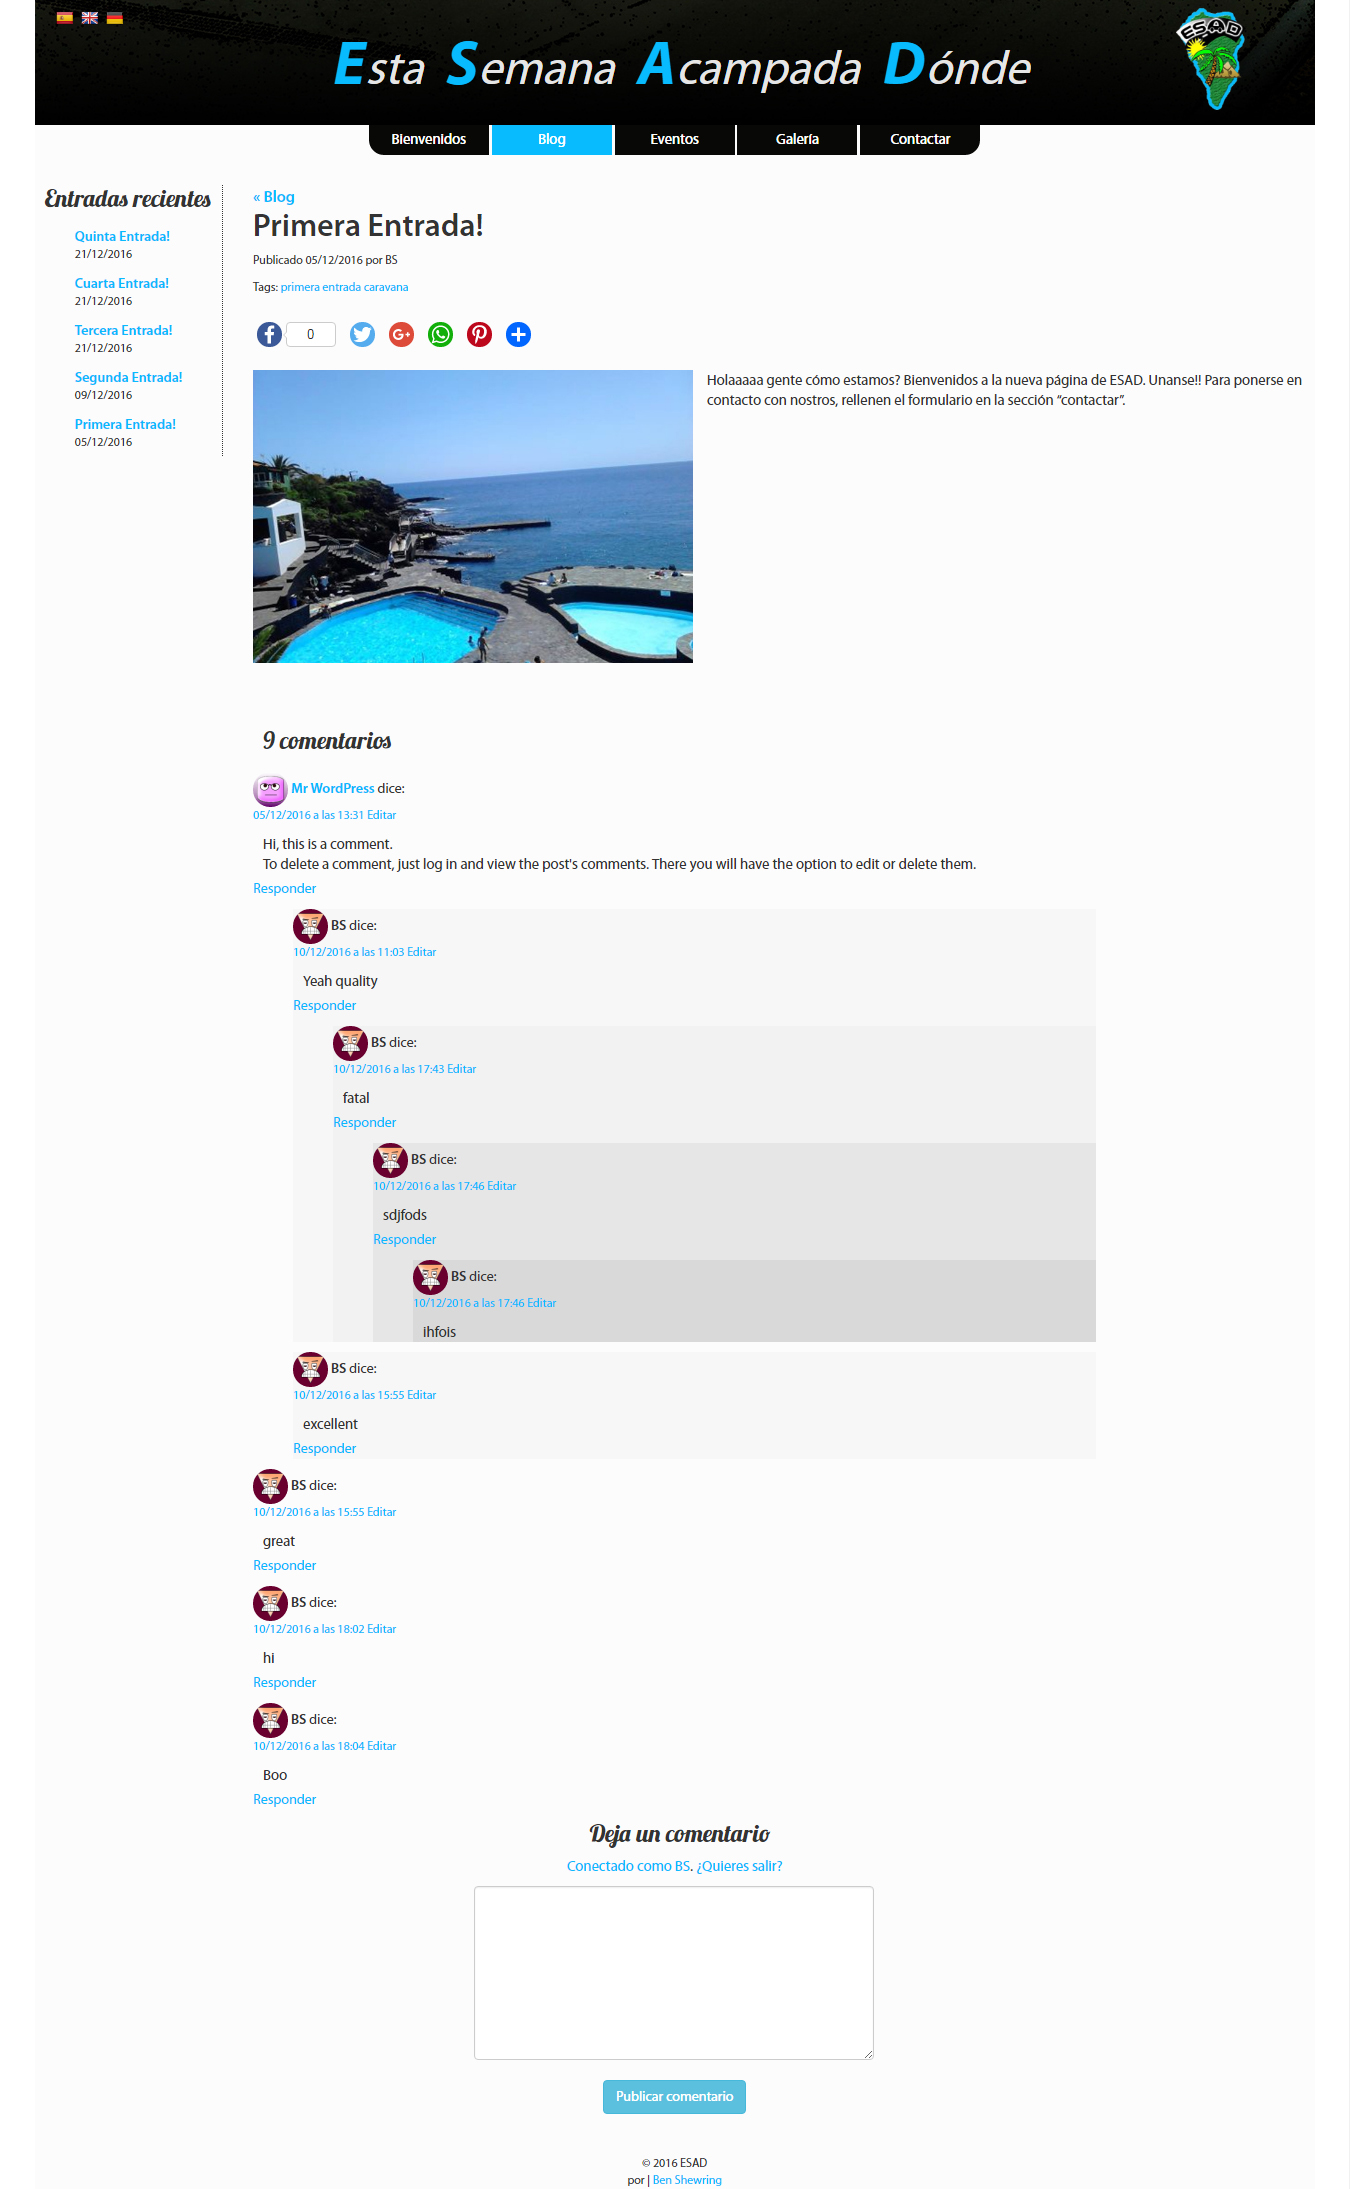 Esta Semana Acampada Dónde
ESAD
Bienvenidos
Blog
Eventos
Galería
Contactar
Entradas recientes
Quinta Entrada!
21/12/2016
Cuarta Entrada!
21/12/2016
Tercera Entrada!
21/12/2016
Segunda Entrada!
09/12/2016
Primera Entrada!
05/12/2016
« Blog
Primera Entrada!
Publicado 05/12/2016 por BS
Tags: primera entrada caravana
0
Holaaaaa gente cómo estamos? Bienvenidos a la nueva página de ESAD. Unanse!! Para ponerse en
contacto con nostros, rellenen el formulario en la sección “contactar”.
9 comentarios
Mr WordPress dice:
05/12/2016 a las 13:31 Editar
Hi, this is a comment.
To delete a comment, just log in and view the post's comments. There you will have the option to edit or delete them.
Responder
BS dice:
10/12/2016 a las 11:03 Editar
Yeah quality
Responder
BS dice:
10/12/2016 a las 17:43 Editar
fatal
Responder
BS dice:
10/12/2016 a las 17:46 Editar
sdjfods
Responder
BS dice:
10/12/2016 a las 17:46 Editar
ihfois
BS dice:
10/12/2016 a las 15:55 Editar
excellent
Responder
BS dice:
10/12/2016 a las 15:55 Editar
great
Responder
BS dice:
10/12/2016 a las 18:02 Editar
hi
Responder
BS dice:
10/12/2016 a las 18:04 Editar
Boo
Responder
Deja un comentario
Conectado como BS. ¿Quieres salir?
Publicar comentario
© 2016 ESAD
por | Ben Shewring